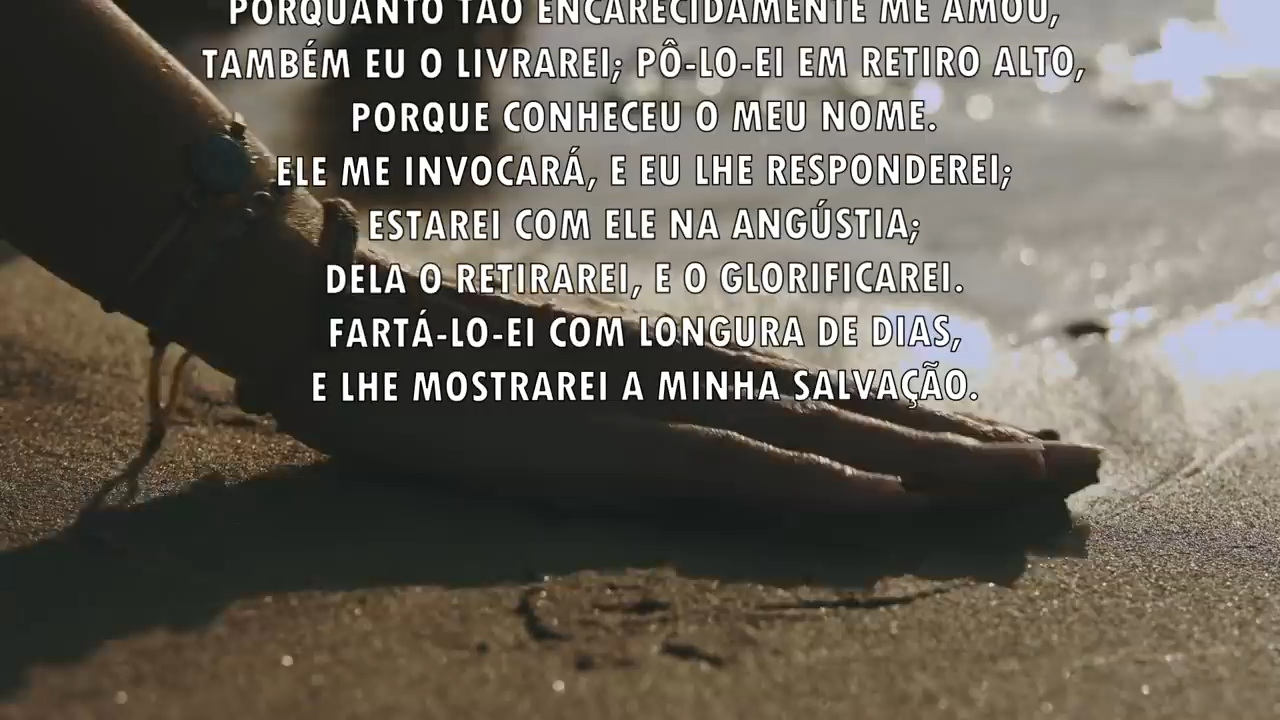 PORQUANTO TÃO ENCARECIDAMENTE ME AMOU,
TAMBÉM EU O LIVRAREI; PÔ-LO-EI EM RETIRO ALTO,
PORQUE CONHECEU O MEU NOME.
ELE ME INVOCARÁ, E EU LHE RESPONDEREI;
ESTAREI COM ELE NA ANGÚSTIA;
DELA O RETIRAREI, E O GLORIFICAREI.
FARTÁ-LO-EI COM LONGURA DE DIAS,
E LHE MOSTRAREI A MINHA SALVAÇÃO.